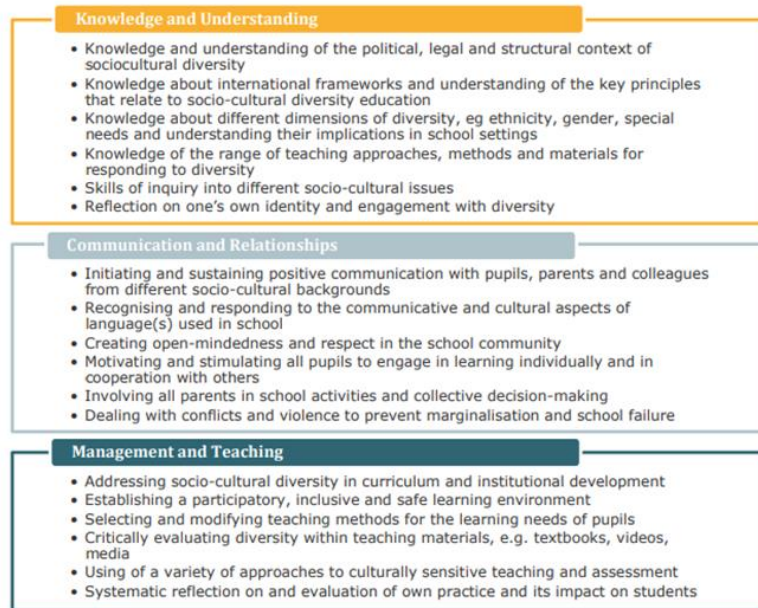 Knowledge and Understanding
• Knowledge and understanding of the political, legal and structural context of
sociocultural diversity
• Knowledge about international frameworks and understanding of the key principles
that relate to socio-cultural diversity education
• Knowledge about different dimensions of diversity, eg ethnicity, gender, special
needs and understanding their implications in school settings
• Knowledge of the range of teaching approaches, methods and materials for
responding to diversity
• Skills of inquiry into different socio-cultural issues
• Reflection on one's own identity and engagement with diversity
Communication and Relationships
• Initiating and sustaining positive communication with pupils, parents and colleagues
from different socio-cultural backgrounds
• Recognising and responding to the communicative and cultural aspects of
language(s) used in school
• Creating open-mindedness and respect in the school community
• Motivating and stimulating all pupils to engage in learning individually and in
cooperation with others
• Involving all parents in school activities and collective decision-making
• Dealing with conflicts and violence to prevent marginalisation and school failure
Management and Teaching
• Addressing socio-cultural diversity in curriculum and institutional development
• Establishing a participatory, inclusive and safe learning environment
• Selecting and modifying teaching methods for the learning needs of pupils
• Critically evaluating diversity within teaching materials, e.g. textbooks, videos,
media
• Using of a variety of approaches to culturally sensitive teaching and assessment
• Systematic reflection on and evaluation of own practice and its impact on students